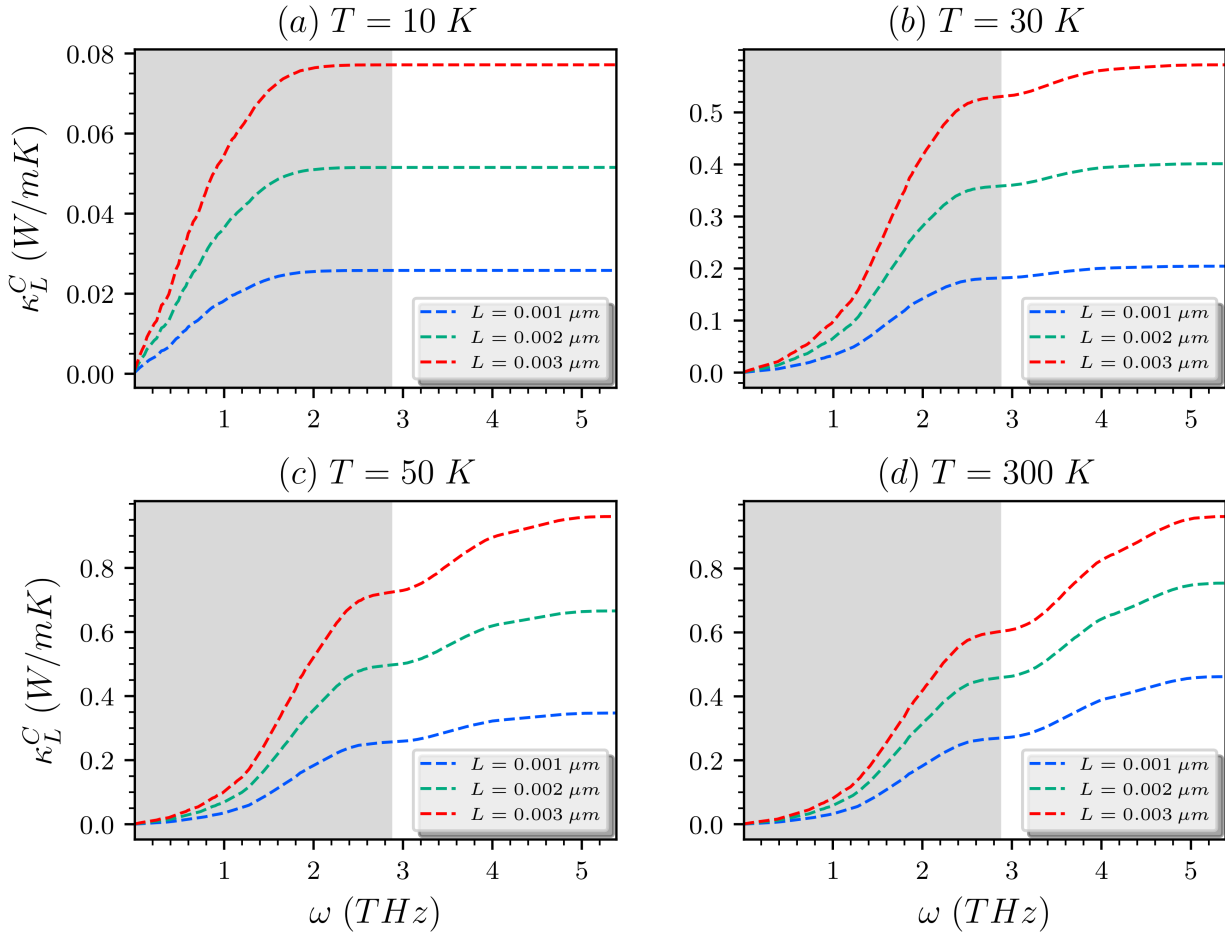 (a) T = 10 K
(b) T = 30 K
κ_L^C (W/mK)
0.08
0.06
0.04
0.02
0.00
L = 0.001 μm
L = 0.002 μm
L = 0.003 μm
1 2 3 4 5
0.5
0.4
0.3
0.2
0.1
0.0
L = 0.001 μm
L = 0.002 μm
L = 0.003 μm
1 2 3 4 5
(c) T = 50 K
(d) T = 300 K
κ_L^C (W/mK)
0.8
0.6
0.4
0.2
0.0
L = 0.001 μm
L = 0.002 μm
L = 0.003 μm
1 2 3 4 5
ω (THz)
0.8
0.6
0.4
0.2
0.0
L = 0.001 μm
L = 0.002 μm
L = 0.003 μm
1 2 3 4 5
ω (THz)